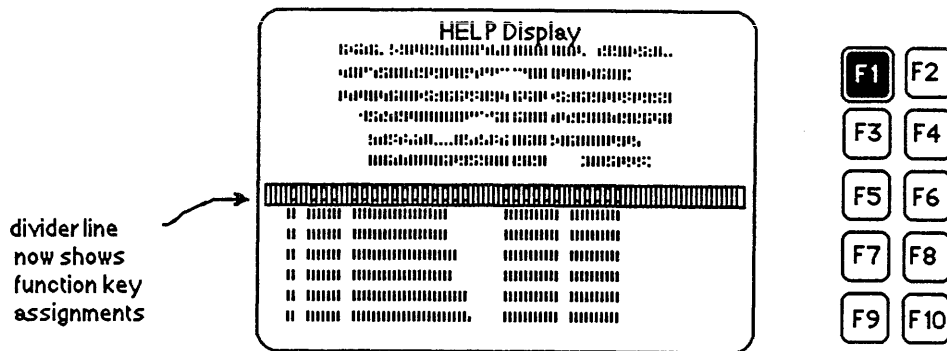 HELP Display
divider line
now shows
function key
assignments
F1 F2
F3 F4
F5 F6
F7 F8
F9 F10